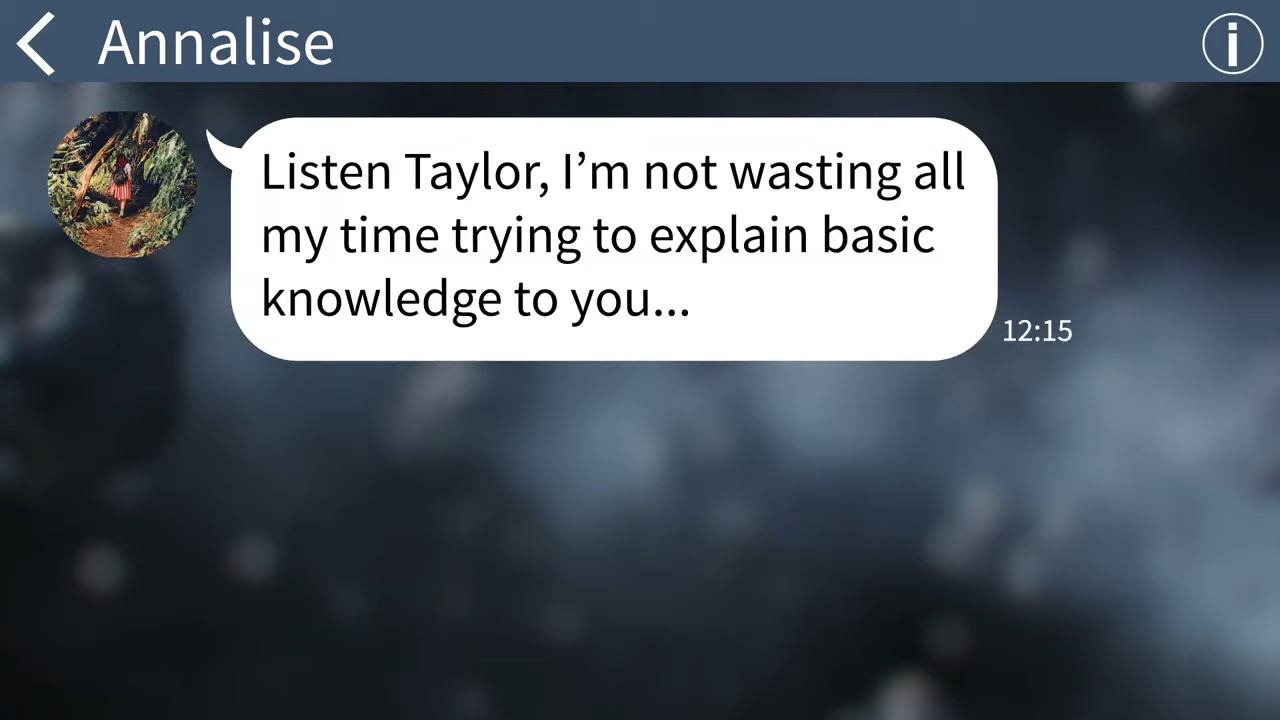 Annalise
Listen Taylor, I’m not wasting all
my time trying to explain basic
knowledge to you...
12:15